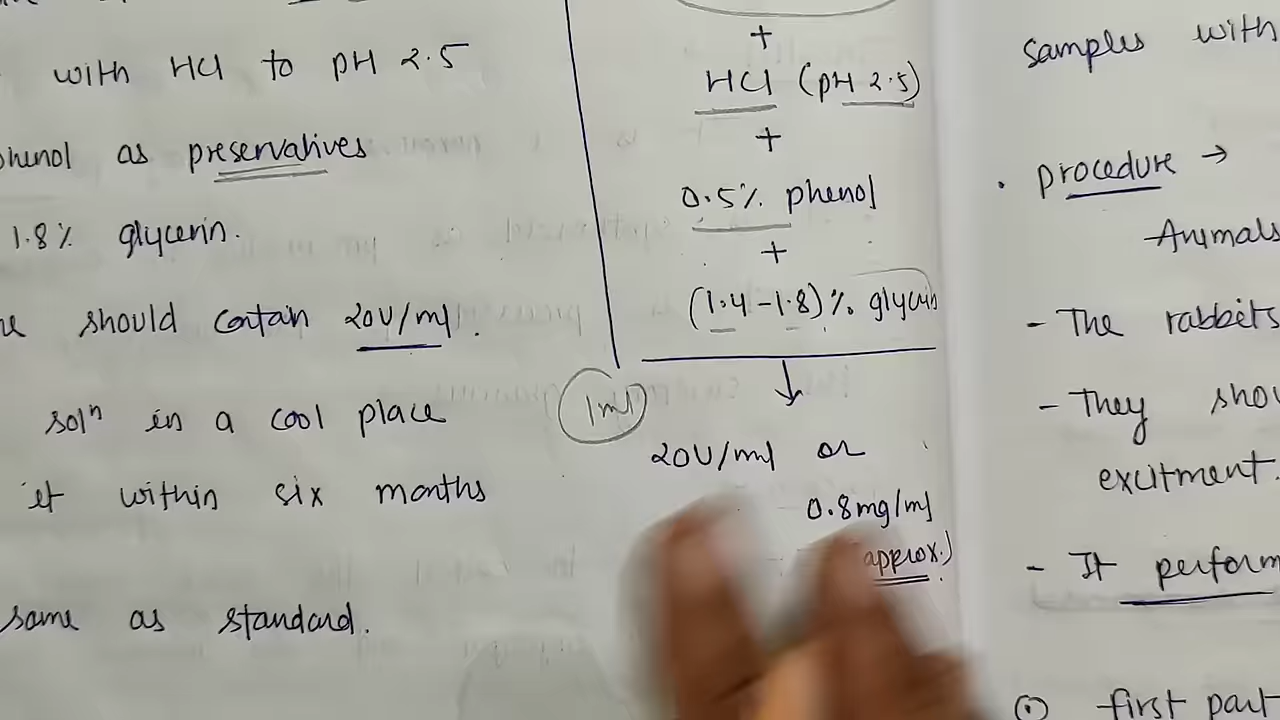 with HCl to pH 2.5
phenol as preservatives
1.8% glycerin.
should contain 20U/ml.
solⁿ in a cool place
it within six months
same as standard.
+
HCl (pH 2.5)
+
0.5% phenol
+
(1.4-1.8)% glycerin
↓
1ml
20U/ml or
0.8mg/ml
approx.)
Samples with
. procedure →
Animals
- The rabbits
- They
excitment.
- It perform
① first part